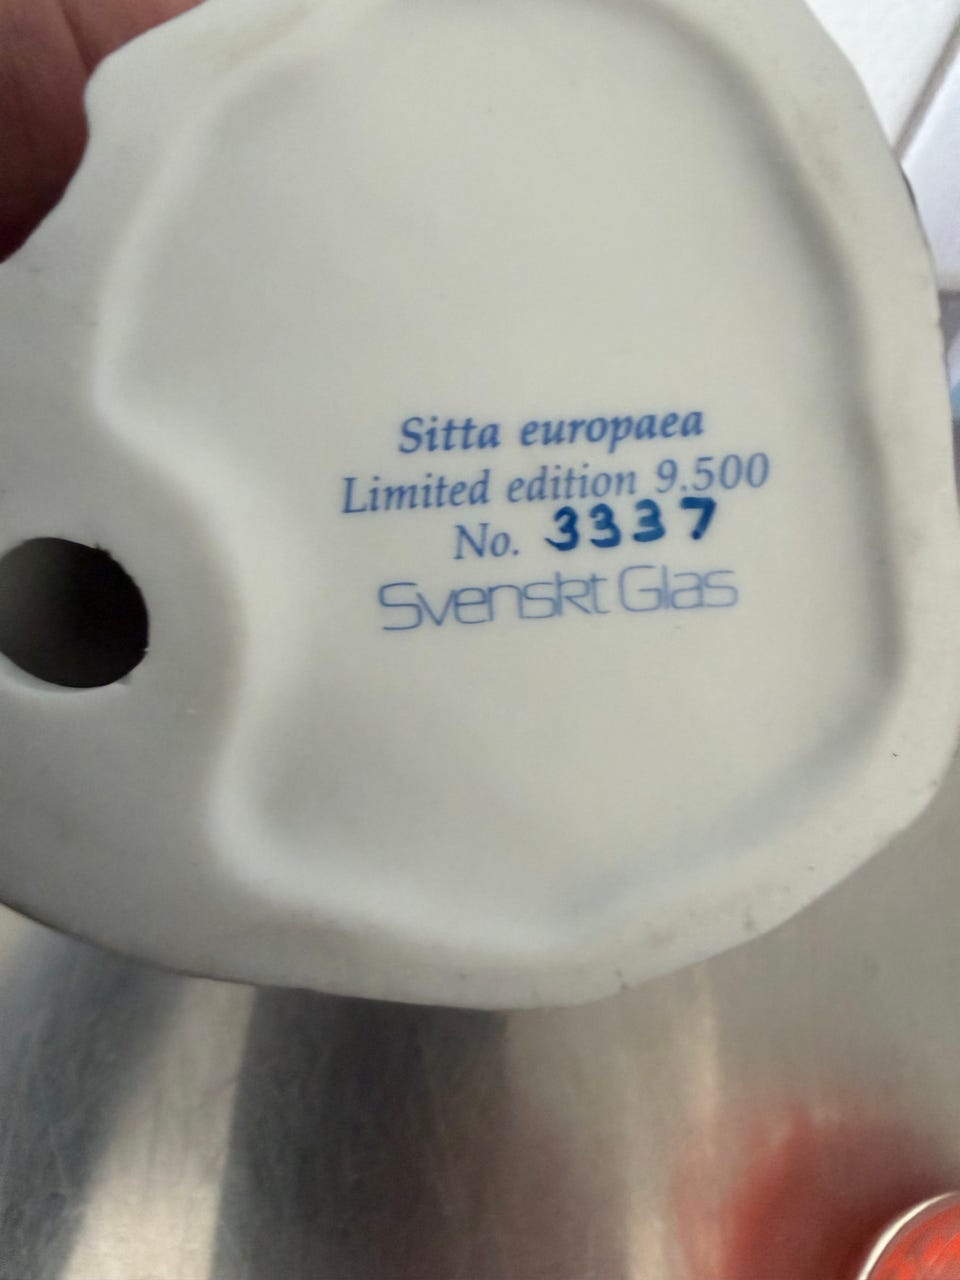 Sitta europaea
Limited edition 9.500
No. 3337
Svenskt Glas